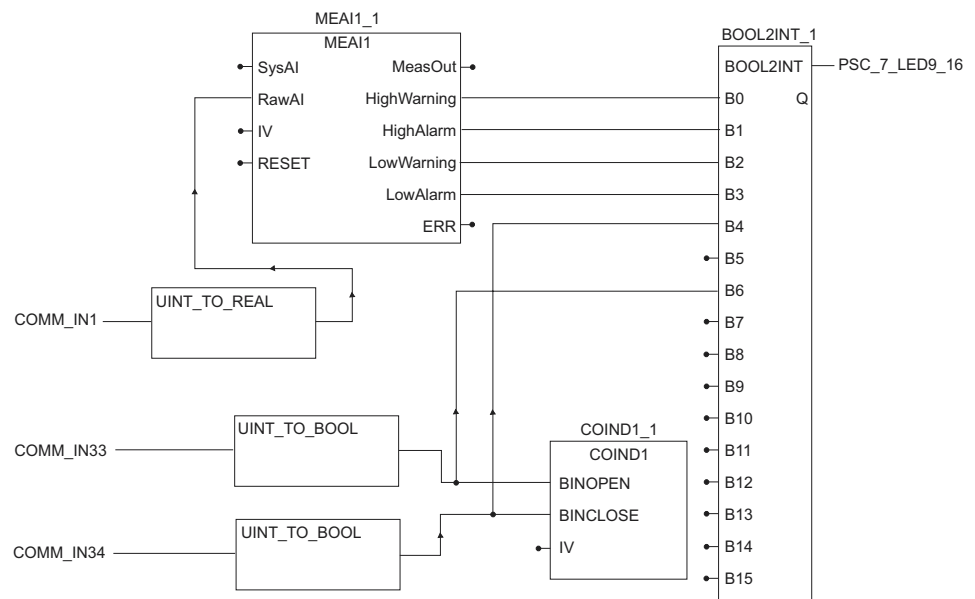 MEAI1_1
MEAI1
SysAI
MeasOut
RawAI
HighWarning
IV
HighAlarm
RESET
LowWarning
LowAlarm
ERR
BOOL2INT_1
BOOL2INT
PSC_7_LED9_16
B0
Q
B1
B2
B3
B4
B5
B6
B7
B8
B9
B10
B11
B12
B13
B14
B15
UINT_TO_REAL
COMM_IN1
UINT_TO_BOOL
COMM_IN33
COIND1_1
COIND1
BINOPEN
BINCLOSE
IV
UINT_TO_BOOL
COMM_IN34